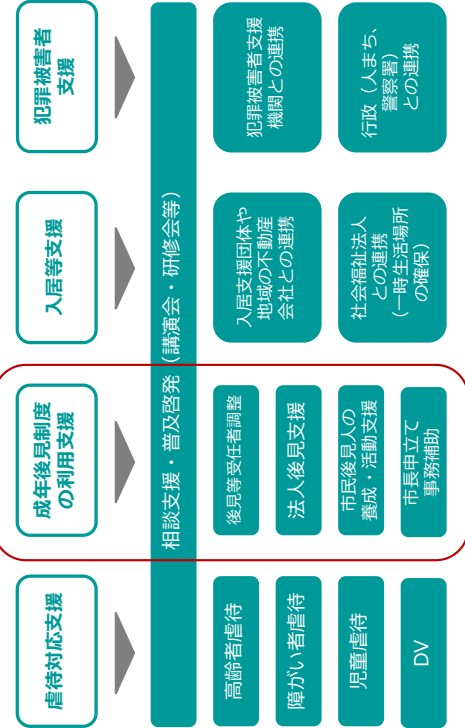 虐待対応支援
成年後見制度
の利用支援
入居等支援
犯罪被害者
支援
相談支援・普及啓発（講演会・研修会等）
高齢者虐待
障がい者虐待
児童虐待
DV
後見等受任者調整
法人後見支援
市民後見人の
養成・活動支援
市長申立て
事務補助
入居支援団体や
地域の不動産
会社との連携
社会福祉法人
との連携
（一時生活場所
の確保）
犯罪被害者支援
機関との連携
行政（人まち、
警察署）
との連携